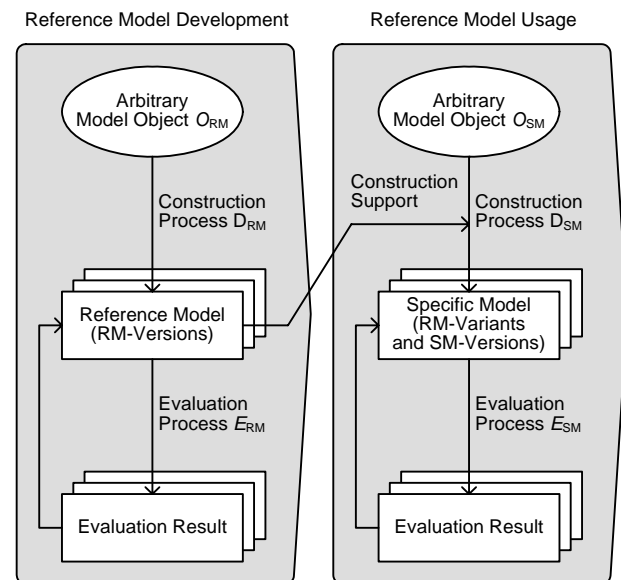 Reference Model Development
Reference Model Usage
Arbitrary
Model Object ORM
Arbitrary
Model Object OSM
Construction
Support
Construction
Process DRM
Construction
Process DSM
Reference Model
(RM-Versions)
Specific Model
(RM-Variants
and SM-Versions)
Evaluation
Process ERM
Evaluation
Process ESM
Evaluation Result
Evaluation Result